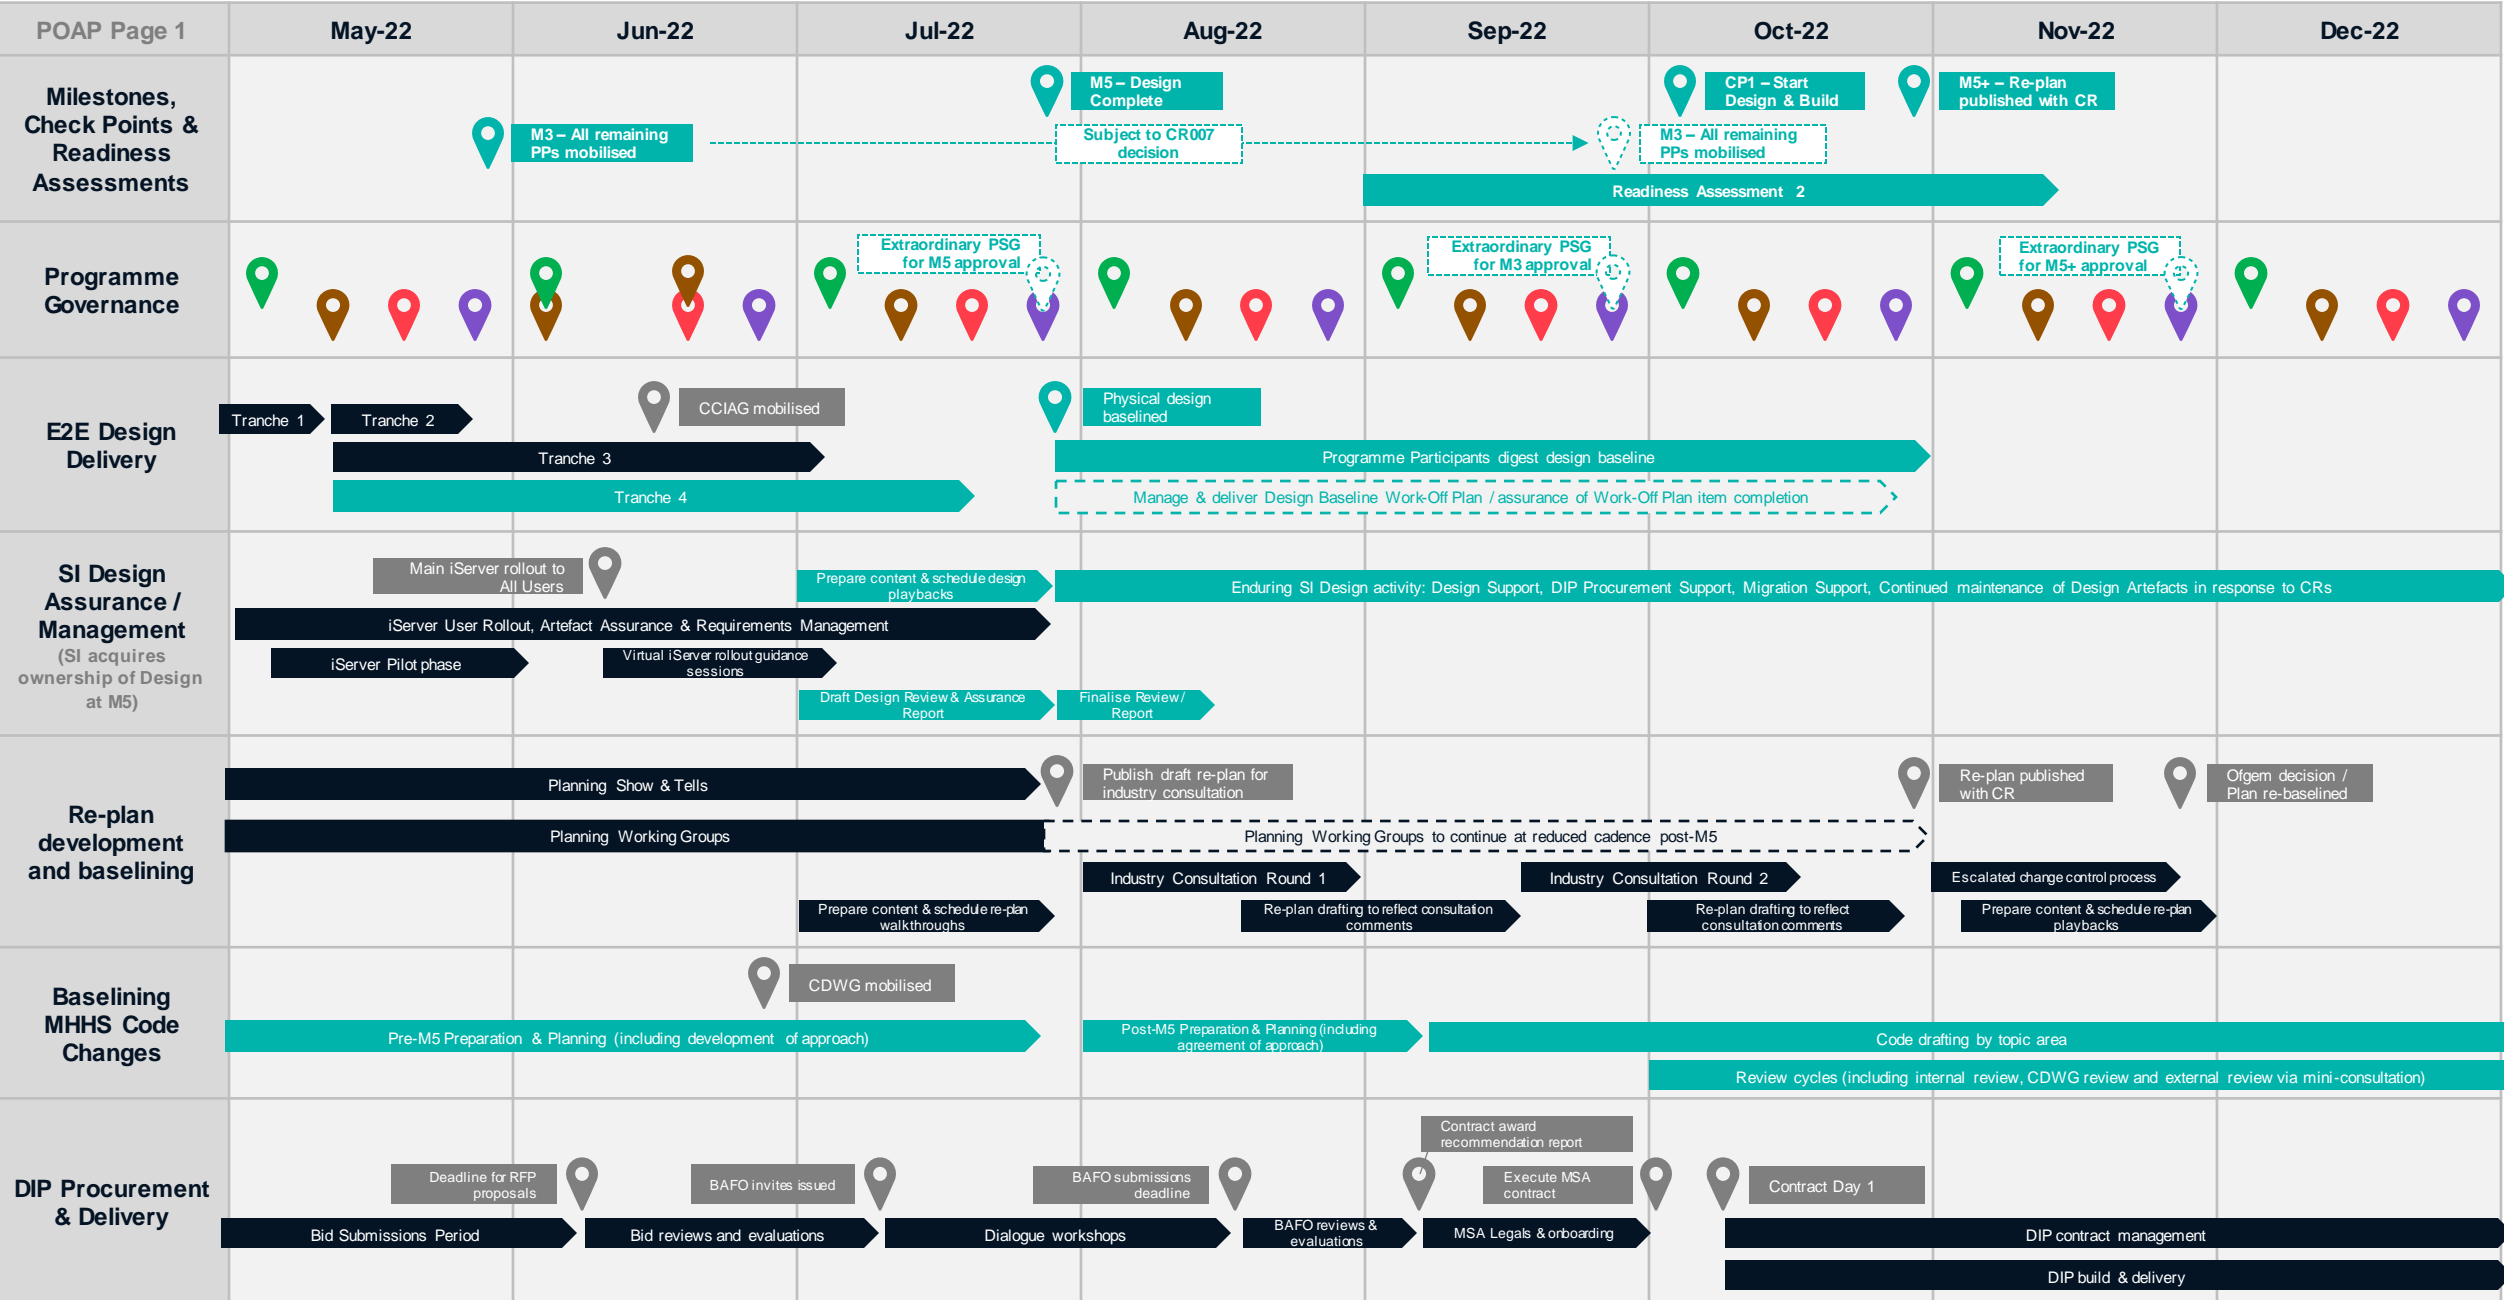 POAP Page 1
May-22
Jun-22
Jul-22
Aug-22
Sep-22
Oct-22
Nov-22
Dec-22
Milestones,
Check Points &
Readiness
Assessments
M5 – Design
Complete
CP1 – Start
Design & Build
M5+ – Re-plan
published with CR
M3 – All remaining
PPs mobilised
Subject to CR007
decision
M3 – All remaining
PPs mobilised
Readiness Assessment 2
Programme
Governance
Extraordinary PSG
for M5 approval
Extraordinary PSG
for M3 approval
Extraordinary PSG
for M5+ approval
E2E Design
Delivery
Tranche 1
Tranche 2
CCIAG mobilised
Physical design
baselined
Tranche 3
Programme Participants digest design baseline
Tranche 4
Manage & deliver Design Baseline Work-Off Plan / assurance of Work-Off Plan item completion
SI Design
Assurance /
Management
(SI acquires
ownership of Design
at M5)
Main iServer rollout to
All Users
Prepare content & schedule design
playbacks
Enduring SI Design activity: Design Support, DIP Procurement Support, Migration Support, Continued maintenance of Design Artefacts in response to CRs
iServer User Rollout, Artefact Assurance & Requirements Management
iServer Pilot phase
Virtual iServer rollout guidance
sessions
Draft Design Review & Assurance
Report
Finalise Review /
Report
Re-plan
development
and baselining
Planning Show & Tells
Publish draft re-plan for
industry consultation
Re-plan published
with CR
Ofgem decision /
Plan re-baselined
Planning Working Groups
Planning Working Groups to continue at reduced cadence post-M5
Industry Consultation Round 1
Industry Consultation Round 2
Escalated change control process
Prepare content & schedule re-plan
walkthroughs
Re-plan drafting to reflect consultation
comments
Re-plan drafting to reflect
consultation comments
Prepare content & schedule re-plan
playbacks
Baselining
MHHS Code
Changes
CDWG mobilised
Pre-M5 Preparation & Planning (including development of approach)
Post-M5 Preparation & Planning (including
agreement of approach)
Code drafting by topic area
Review cycles (including internal review, CDWG review and external review via mini-consultation)
DIP Procurement
& Delivery
Contract award
recommendation report
Deadline for RFP
proposals
BAFO invites issued
BAFO submissions
deadline
Execute MSA
contract
Contract Day 1
Bid Submissions Period
Bid reviews and evaluations
Dialogue workshops
BAFO reviews &
evaluations
MSA Legals & onboarding
DIP contract management
DIP build & delivery